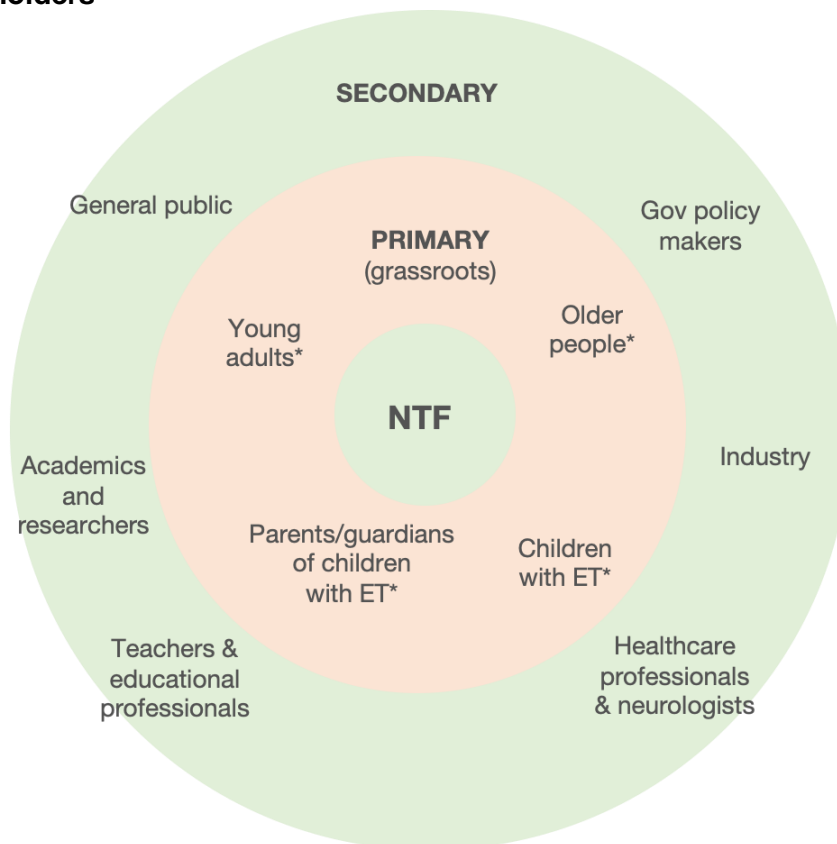 SECONDARY
General public
Gov policy
makers
PRIMARY
(grassroots)
Young
adults*
Older
people*
NTF
Academics
and
researchers
Industry
Parents/guardians
of children
with ET*
Children
with ET*
Teachers &
educational
professionals
Healthcare
professionals
& neurologists